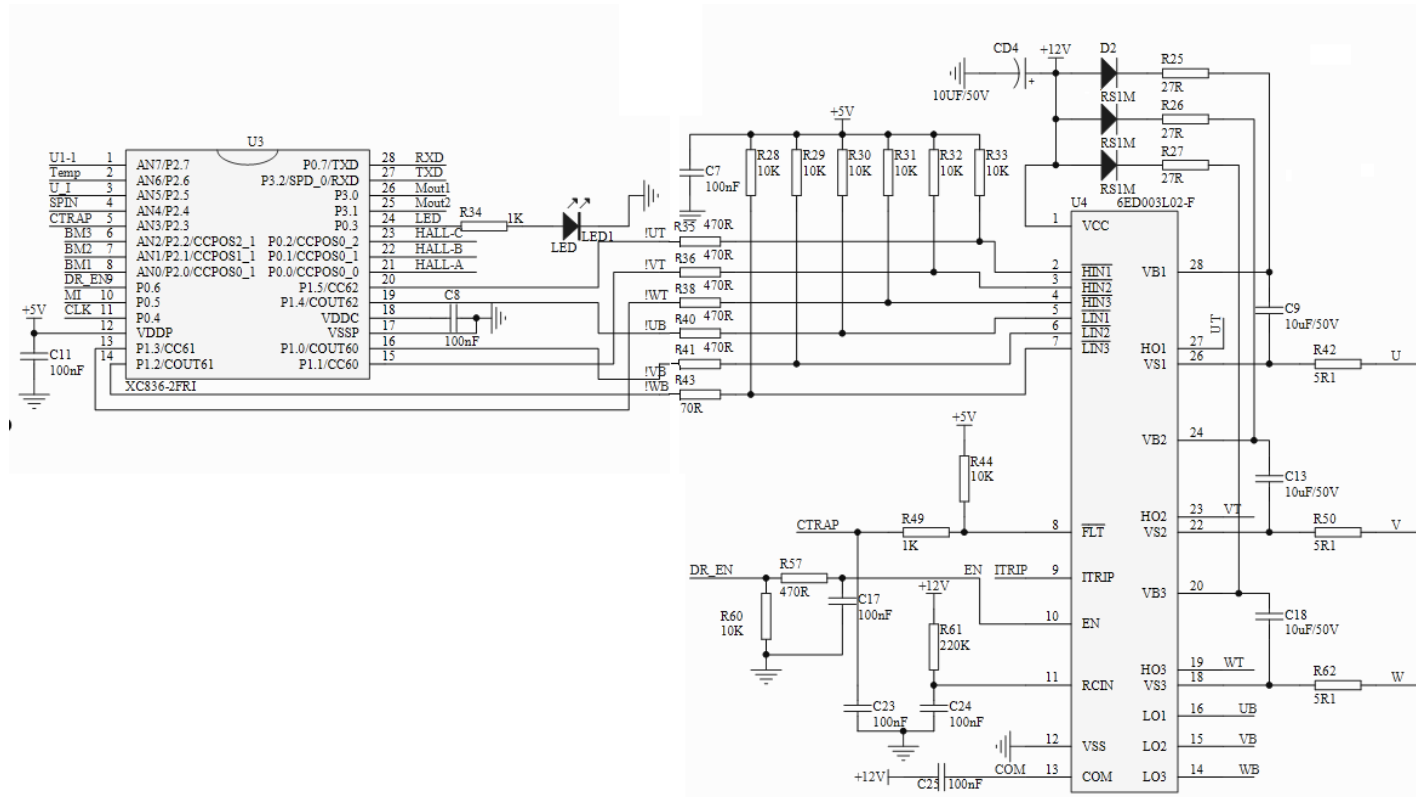 U3
U1-1 1 AN7/P2.7 P0.7/TXD 28 RXD
Temp 2 AN6/P2.6 P3.2/SPD_0/RXD 27 TXD
U_I 3 AN5/P2.5 P3.0 26 Mout1
SPIN 4 AN4/P2.4 P3.1 25 Mout2
CTRAP 5 AN3/P2.3 P0.3 24 LED
BM3 6 AN2/P2.2/CCPOS2_1 P0.2/CCPOS0_2 23 HALL-C
BM2 7 AN1/P2.1/CCPOS1_1 P0.1/CCPOS0_1 22 HALL-B
BM1 8 AN0/P2.0/CCPOS0_1 P0.0/CCPOS0_0 21 HALL-A
DR_EN 9 P0.6 P1.5/CC62 20
MI 10 P0.5 P1.4/COUT62 19
CLK 11 P0.4 VDDC 18
12 VDDP VSSP 17
13 P1.3/CC61 P1.0/COUT60 16
14 P1.2/COUT61 P1.1/CC60 15
XC836-2FRI
+5V
C11
100nF
R34 1K
LED LED1
C8
100nF
+5V
C7
100nF
R28
10K
R29
10K
R30
10K
R31
10K
R32
10K
R33
10K
!UT R35 470R
!VT R36 470R
!WT R38 470R
!UB R40 470R
!VB R41 470R
!WB R43
70R
CD4
10UF/50V
+12V
D2
RS1M
R25
27R
RS1M
R26
27R
RS1M
R27
27R
U4 6ED003L02-F
1 VCC
2 HIN1 VB1 28
3 HIN2
4 HIN3
5 LIN1
6 LIN2
7 LIN3 HO1 27 UT
VS1 26
C9
10uF/50V
R42
5R1
U
VB2 24
C13
10uF/50V
HO2 23 VT
VS2 22
R50
5R1
V
+5V
R44
10K
CTRAP
R49
1K
8 FLT
DR_EN
R57
470R
EN
ITRIP 9 ITRIP
VB3 20
C17
100nF
R60
10K
10 EN
C18
10uF/50V
+12V
R61
220K
11 RCIN
HO3 19 WT
VS3 18
R62
5R1
W
C23
100nF
C24
100nF
LO1 16 UB
12 VSS LO2 15 VB
+12V C25 100nF COM 13 COM LO3 14 WB